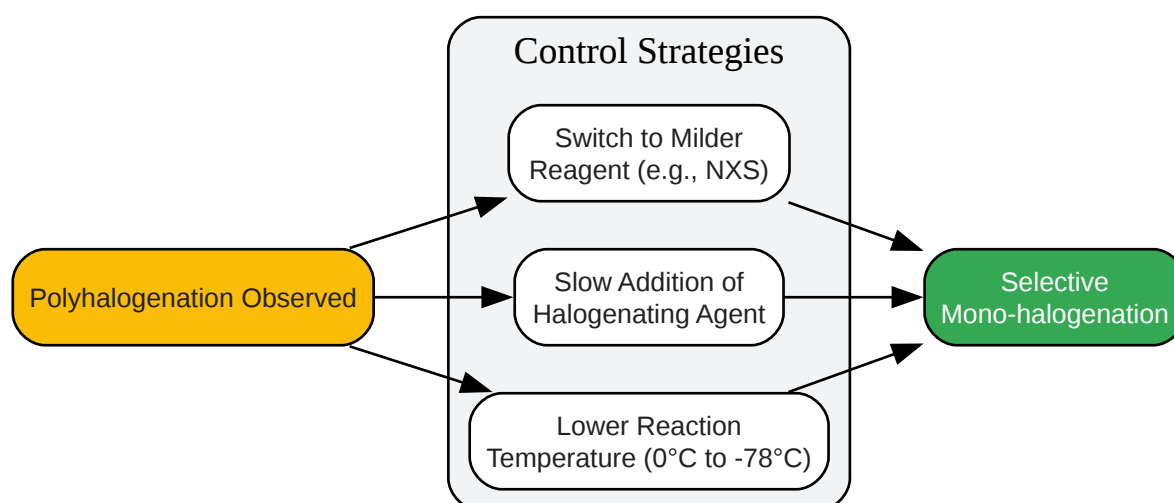 Control Strategies
Switch to Milder
Reagent (e.g., NXS)
Polyhalogenation Observed
Slow Addition of
Halogenating Agent
Selective
Mono-halogenation
Lower Reaction
Temperature (0°C to -78°C)